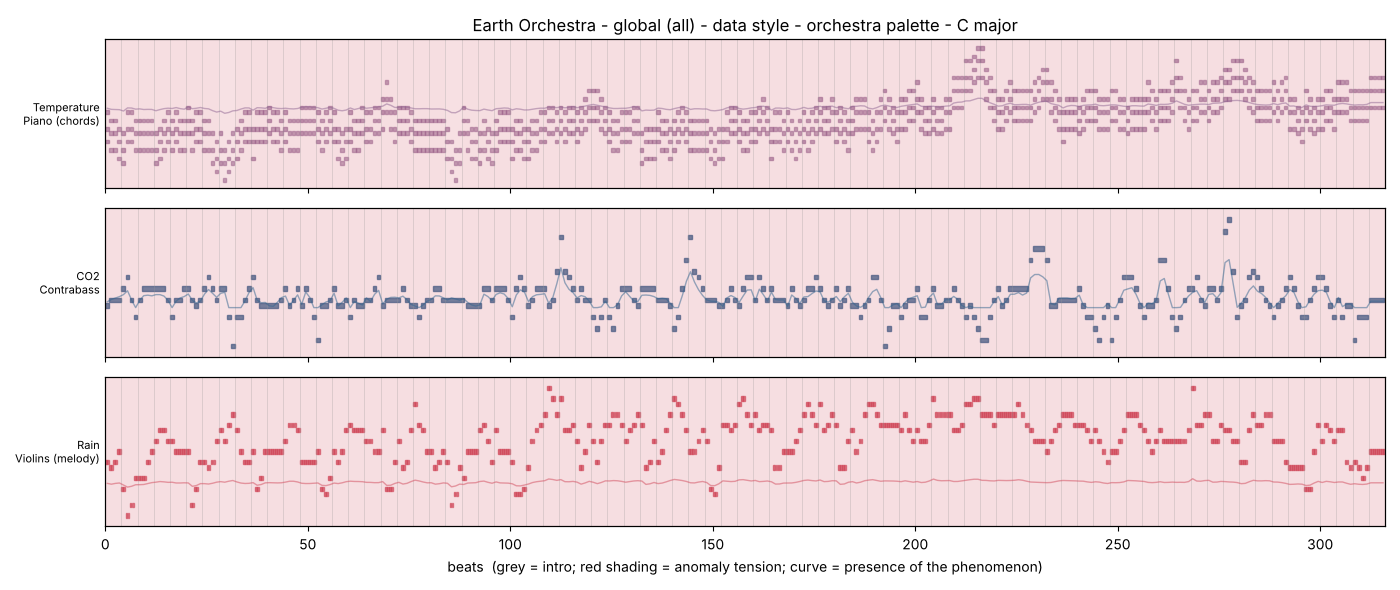 Earth Orchestra - global (all) - data style - orchestra palette - C major
Temperature
Piano (chords)
CO2
Contrabass
Rain
Violins (melody)
0 50 100 150 200 250 300
beats  (grey = intro; red shading = anomaly tension; curve = presence of the phenomenon)